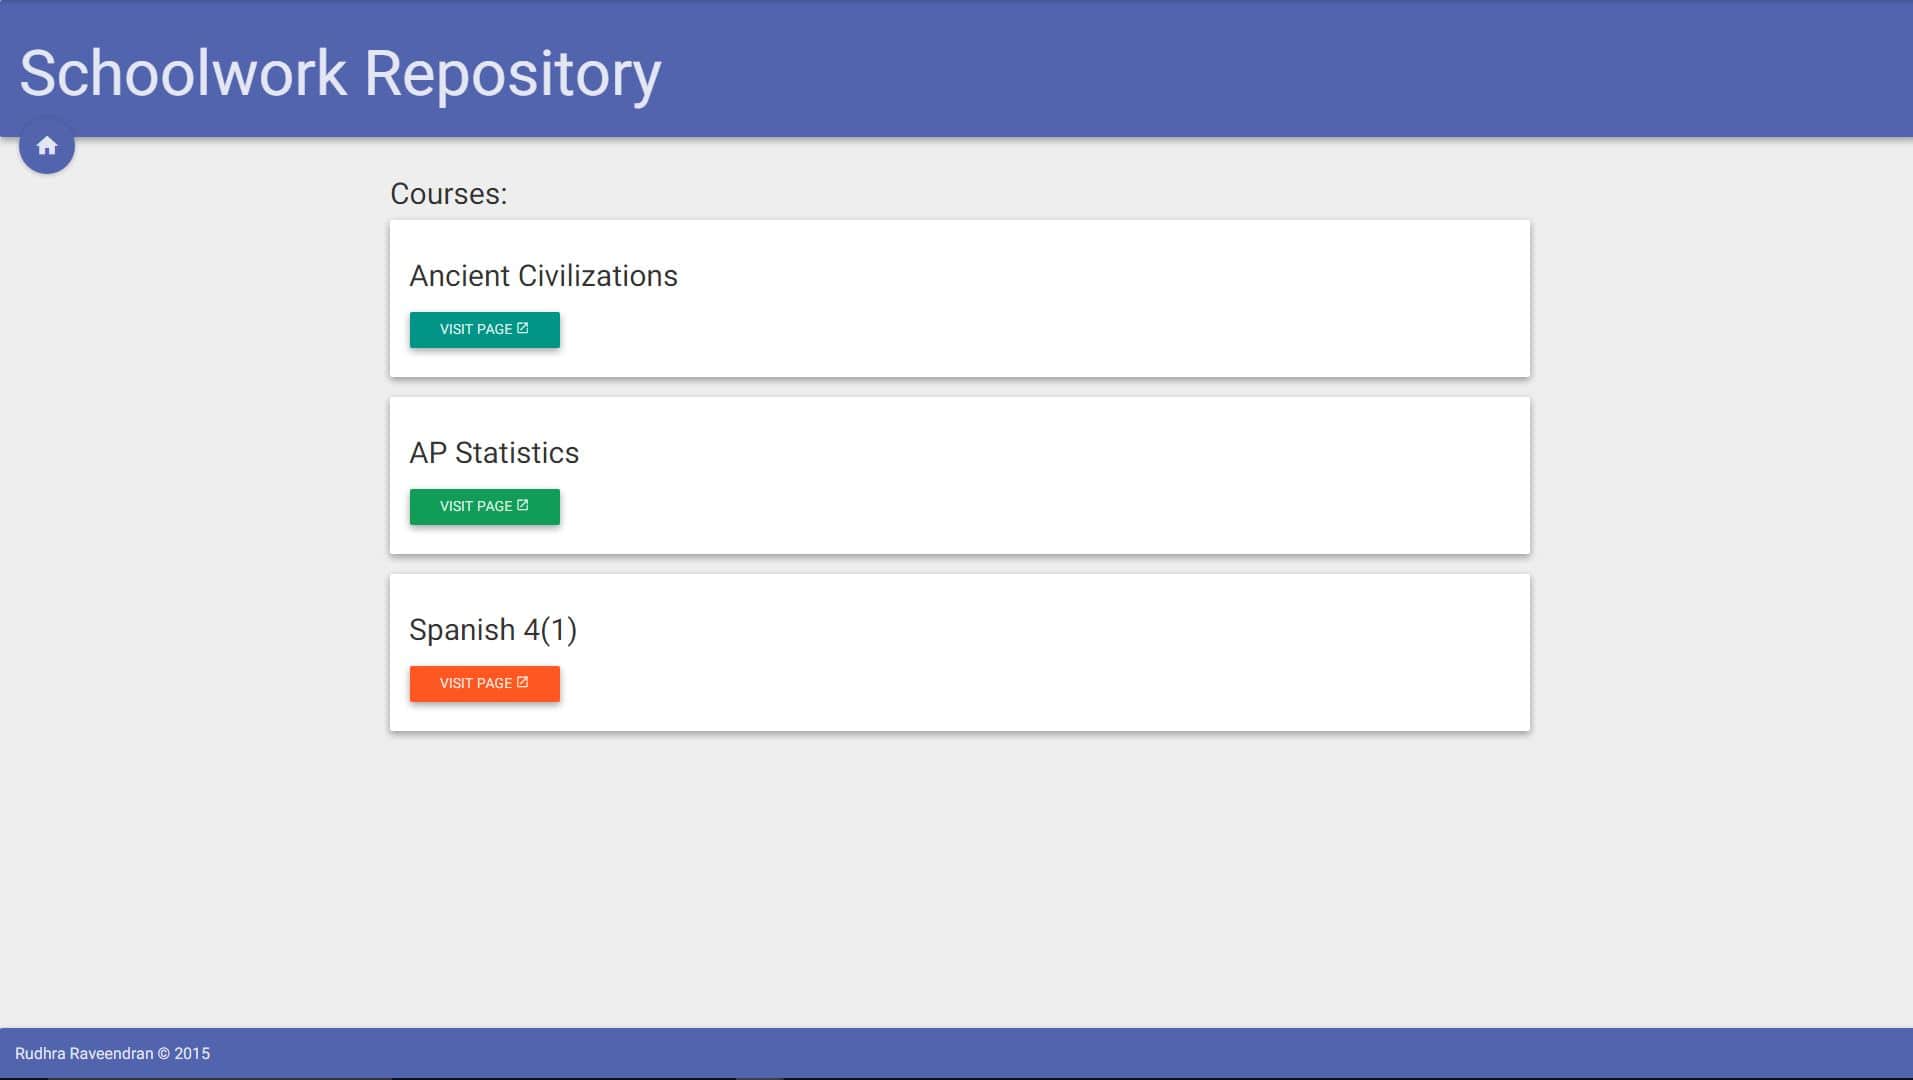 Schoolwork Repository
Courses:
Ancient Civilizations
VISIT PAGE
AP Statistics
VISIT PAGE
Spanish 4(1)
VISIT PAGE
Rudhra Raveendran © 2015